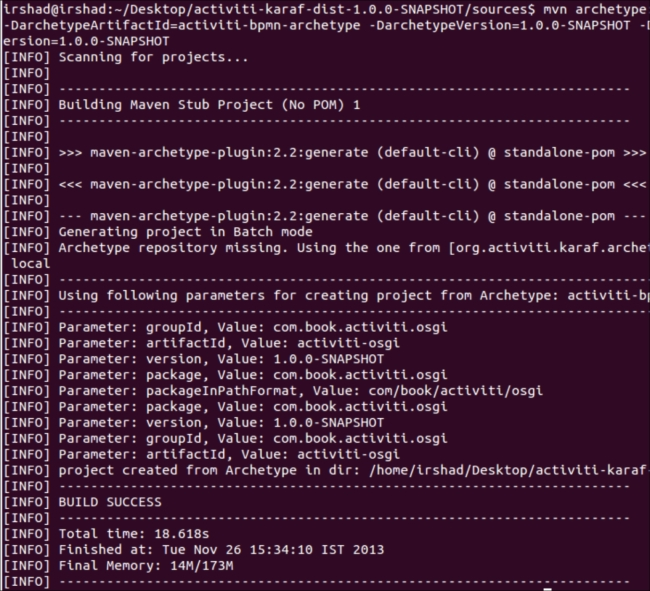 irshad@irshad:~/Desktop/activiti-karaf-dist-1.0.0-SNAPSHOT/sources$ mvn archetype
-DarchetypeArtifactId=activiti-bpmn-archetype -DarchetypeVersion=1.0.0-SNAPSHOT -D
ersion=1.0.0-SNAPSHOT
[INFO] Scanning for projects...
[INFO]
[INFO] ------------------------------------------------------------------------
[INFO] Building Maven Stub Project (No POM) 1
[INFO] ------------------------------------------------------------------------
[INFO]
[INFO] >>> maven-archetype-plugin:2.2:generate (default-cli) @ standalone-pom >>>
[INFO]
[INFO] <<< maven-archetype-plugin:2.2:generate (default-cli) @ standalone-pom <<<
[INFO]
[INFO] --- maven-archetype-plugin:2.2:generate (default-cli) @ standalone-pom ---
[INFO] Generating project in Batch mode
[INFO] Archetype repository missing. Using the one from [org.activiti.karaf.archet
 local
[INFO] ---------------------------------------------------------------------------
[INFO] Using following parameters for creating project from Archetype: activiti-bp
[INFO] ---------------------------------------------------------------------------
[INFO] Parameter: groupId, Value: com.book.activiti.osgi
[INFO] Parameter: artifactId, Value: activiti-osgi
[INFO] Parameter: version, Value: 1.0.0-SNAPSHOT
[INFO] Parameter: package, Value: com.book.activiti.osgi
[INFO] Parameter: packageInPathFormat, Value: com/book/activiti/osgi
[INFO] Parameter: package, Value: com.book.activiti.osgi
[INFO] Parameter: version, Value: 1.0.0-SNAPSHOT
[INFO] Parameter: groupId, Value: com.book.activiti.osgi
[INFO] Parameter: artifactId, Value: activiti-osgi
[INFO] project created from Archetype in dir: /home/irshad/Desktop/activiti-karaf-
[INFO] ------------------------------------------------------------------------
[INFO] BUILD SUCCESS
[INFO] ------------------------------------------------------------------------
[INFO] Total time: 18.618s
[INFO] Finished at: Tue Nov 26 15:34:10 IST 2013
[INFO] Final Memory: 14M/173M
[INFO] ------------------------------------------------------------------------